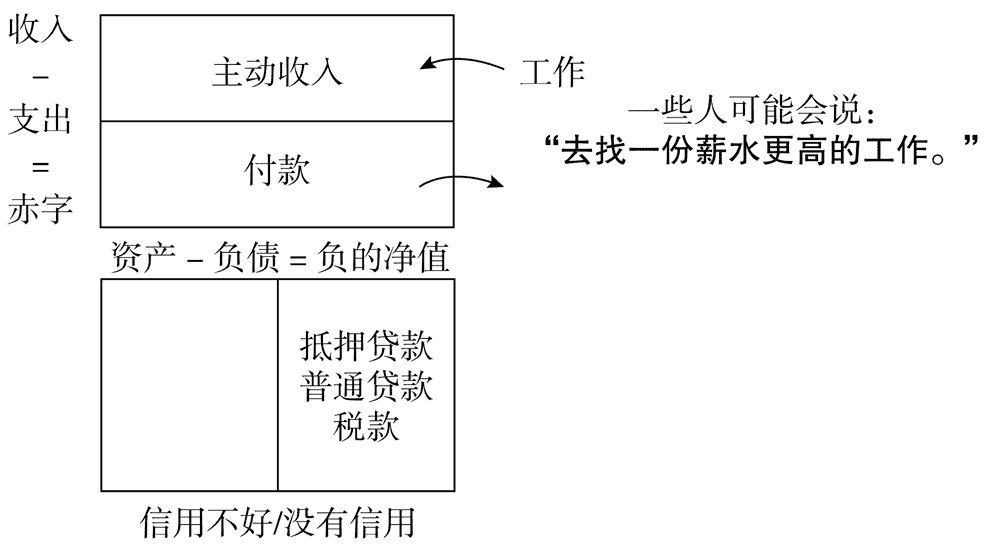 收入
–
支出
=
赤字
主动收入
工作
付款
一些人可能会说：
“去找一份薪水更高的工作。”
资产 – 负债 = 负的净值
抵押贷款
普通贷款
税款
信用不好/没有信用